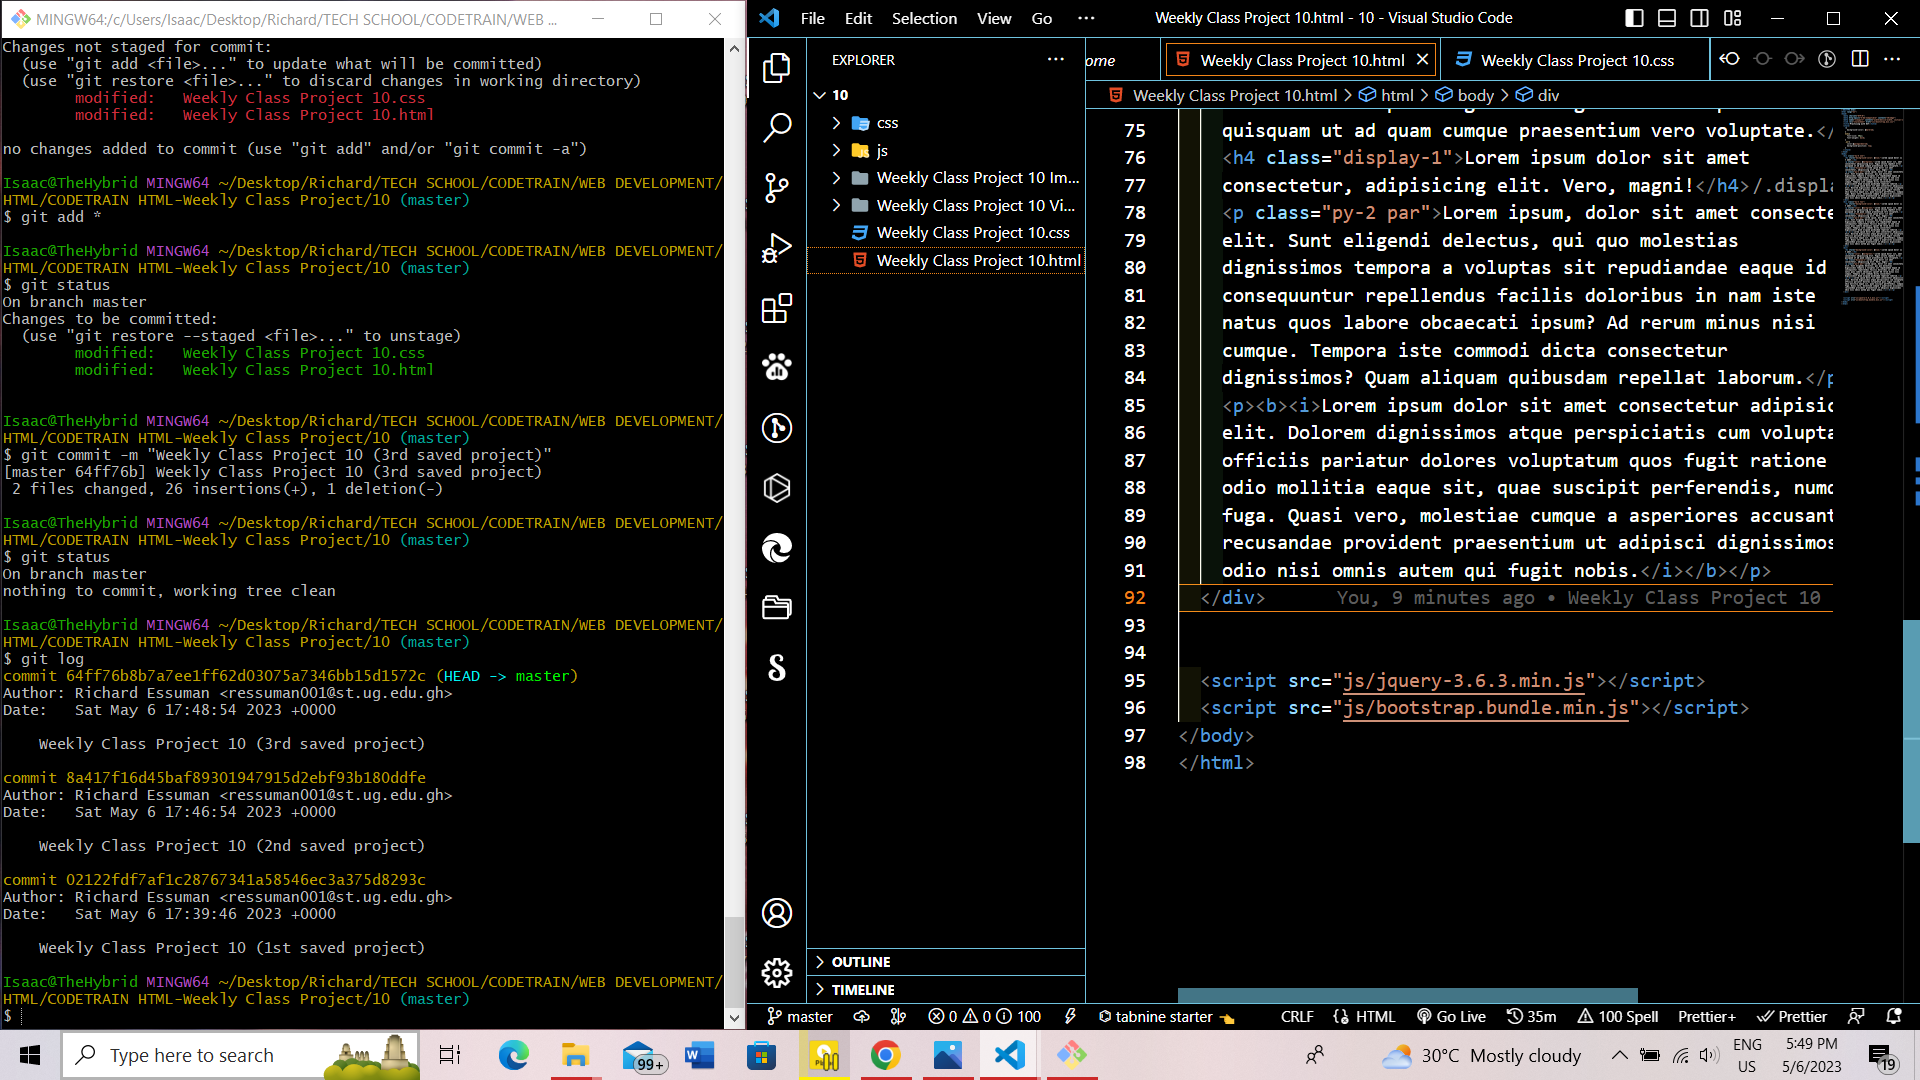 MINGW64:/c/Users/Isaac/Desktop/Richard/TECH SCHOOL/CODETRAIN/WEB ...
Changes not staged for commit:
(use "git add <file>..." to update what will be committed)
(use "git restore <file>..." to discard changes in working directory)
modified: Weekly Class Project 10.css
modified: Weekly Class Project 10.html
no changes added to commit (use "git add" and/or "git commit -a")
Isaac@TheHybrid MINGW64 ~/Desktop/Richard/TECH SCHOOL/CODETRAIN/WEB DEVELOPMENT/
HTML/CODETRAIN HTML-Weekly Class Project/10 (master)
$ git add *
Isaac@TheHybrid MINGW64 ~/Desktop/Richard/TECH SCHOOL/CODETRAIN/WEB DEVELOPMENT/
HTML/CODETRAIN HTML-Weekly Class Project/10 (master)
$ git status
On branch master
Changes to be committed:
(use "git restore --staged <file>..." to unstage)
modified: Weekly Class Project 10.css
modified: Weekly Class Project 10.html
Isaac@TheHybrid MINGW64 ~/Desktop/Richard/TECH SCHOOL/CODETRAIN/WEB DEVELOPMENT/
HTML/CODETRAIN HTML-Weekly Class Project/10 (master)
$ git commit -m "Weekly Class Project 10 (3rd saved project)"
[master 64ff76b] Weekly Class Project 10 (3rd saved project)
2 files changed, 26 insertions(+), 1 deletion(-)
Isaac@TheHybrid MINGW64 ~/Desktop/Richard/TECH SCHOOL/CODETRAIN/WEB DEVELOPMENT/
HTML/CODETRAIN HTML-Weekly Class Project/10 (master)
$ git status
On branch master
nothing to commit, working tree clean
Isaac@TheHybrid MINGW64 ~/Desktop/Richard/TECH SCHOOL/CODETRAIN/WEB DEVELOPMENT/
HTML/CODETRAIN HTML-Weekly Class Project/10 (master)
$ git log
commit 64ff76b8b7a7ee1ff62d03075a7346bb15d1572c (HEAD -> master)
Author: Richard Essuman <ressuman001@st.ug.edu.gh>
Date: Sat May 6 17:48:54 2023 +0000
Weekly Class Project 10 (3rd saved project)
commit 8a417f16d45baf89301947915d2ebf93b180ddfe
Author: Richard Essuman <ressuman001@st.ug.edu.gh>
Date: Sat May 6 17:46:54 2023 +0000
Weekly Class Project 10 (2nd saved project)
commit 02122fdf7af1c28767341a58546ec3a375d8293c
Author: Richard Essuman <ressuman001@st.ug.edu.gh>
Date: Sat May 6 17:39:46 2023 +0000
Weekly Class Project 10 (1st saved project)
Isaac@TheHybrid MINGW64 ~/Desktop/Richard/TECH SCHOOL/CODETRAIN/WEB DEVELOPMENT/
HTML/CODETRAIN HTML-Weekly Class Project/10 (master)
$
File Edit Selection View Go ... Weekly Class Project 10.html - 10 - Visual Studio Code
EXPLORER ...
10
css
js
Weekly Class Project 10 Im...
Weekly Class Project 10 Vi...
Weekly Class Project 10.css
Weekly Class Project 10.html
OUTLINE
TIMELINE
ome Weekly Class Project 10.html Weekly Class Project 10.css
Weekly Class Project 10.html > html > body > div
75 quisquam ut ad quam cumque praesentium vero voluptate.</
76 <h4 class="display-1">Lorem ipsum dolor sit amet
77 consectetur, adipisicing elit. Vero, magni!</h4>/.displa
78 <p class="py-2 par">Lorem ipsum, dolor sit amet consecte
79 elit. Sunt eligendi delectus, qui quo molestias
80 dignissimos tempora a voluptas sit repudiandae eaque id
81 consequuntur repellendus facilis doloribus in nam iste
82 natus quos labore obcaecati ipsum? Ad rerum minus nisi
83 cumque. Tempora iste commodi dicta consectetur
84 dignissimos? Quam aliquam quibusdam repellat laborum.</p
85 <p><b><i>Lorem ipsum dolor sit amet consectetur adipisic
86 elit. Dolorem dignissimos atque perspiciatis cum volupta
87 officiis pariatur dolores voluptatum quos fugit ratione
88 odio mollitia eaque sit, quae suscipit perferendis, numq
89 fuga. Quasi vero, molestiae cumque a asperiores accusant
90 recusandae provident praesentium ut adipisci dignissimos
91 odio nisi omnis autem qui fugit nobis.</i></b></p>
92 </div> You, 9 minutes ago • Weekly Class Project 10
93
94
95 <script src="js/jquery-3.6.3.min.js"></script>
96 <script src="js/bootstrap.bundle.min.js"></script>
97 </body>
98 </html>
master 0 0 100 tabnine starter CRLF HTML Go Live 35m 100 Spell Prettier+ Prettier
Type here to search 99+ 30°C Mostly cloudy ENG US 5:49 PM 5/6/2023 19